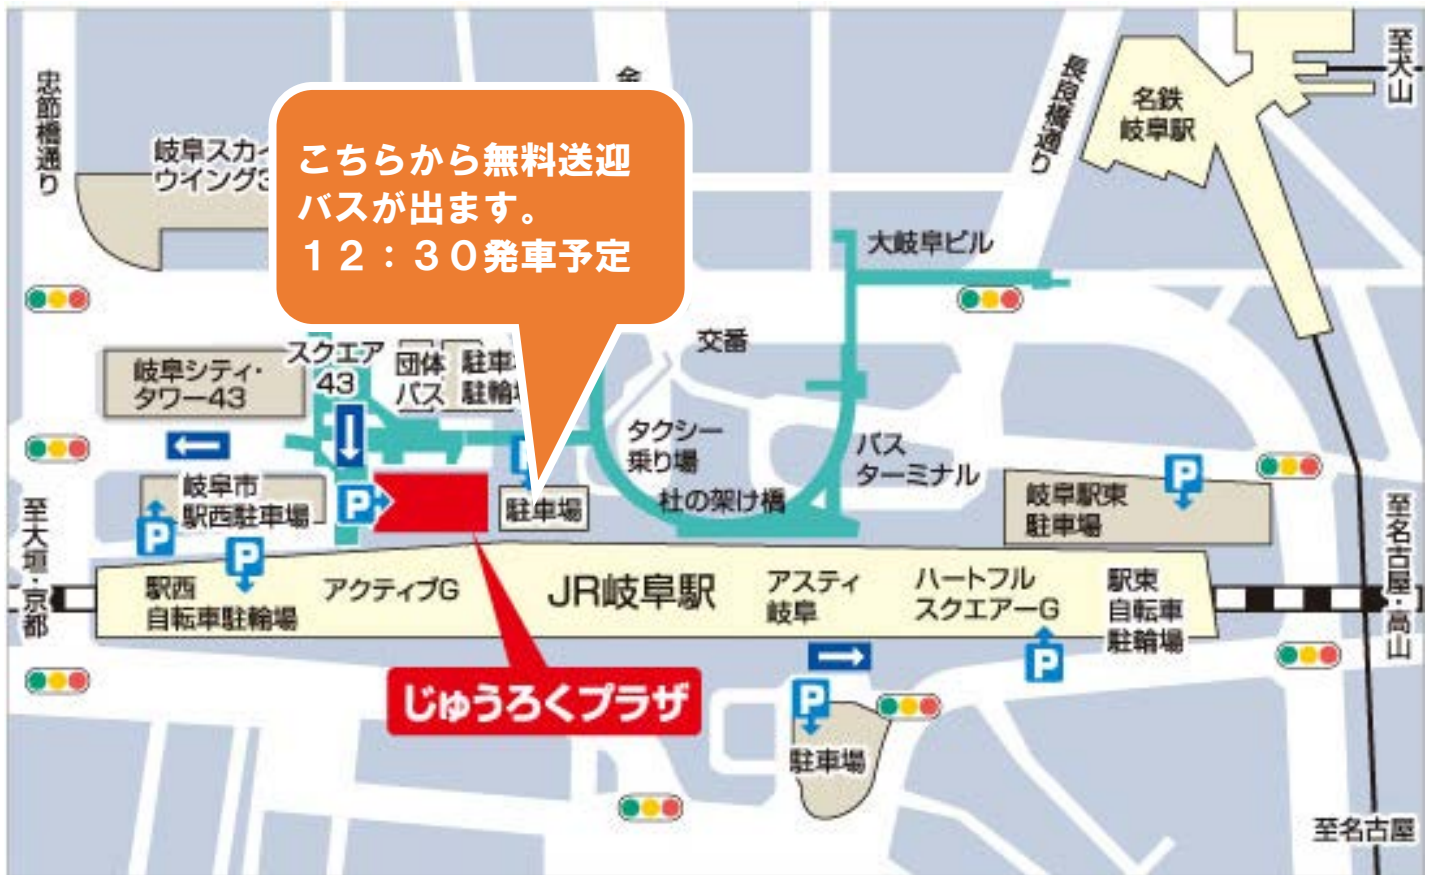 忠節橋通り
岐阜スカイ
ウイング3
金
こちらから無料送迎
バスが出ます。
12：30発車予定
長良橋通り
名鉄
岐阜駅
至犬山
大岐阜ビル
交番
岐阜シティ・
タワー43
スクエア
43
団体
バス
駐車
駐輪
タクシー
乗り場
バス
ターミナル
杜の架け橋
岐阜市
駅西駐車場
P
P
P
駐車場
岐阜駅東
駐車場
P
至大垣・京都
P
駅西
自転車駐輪場
アクティブG
JR岐阜駅
アスティ
岐阜
ハートフル
スクエアーG
駅東
自転車
駐輪場
至名古屋・高山
じゅうろくプラザ
P
P
駐車場
至名古屋